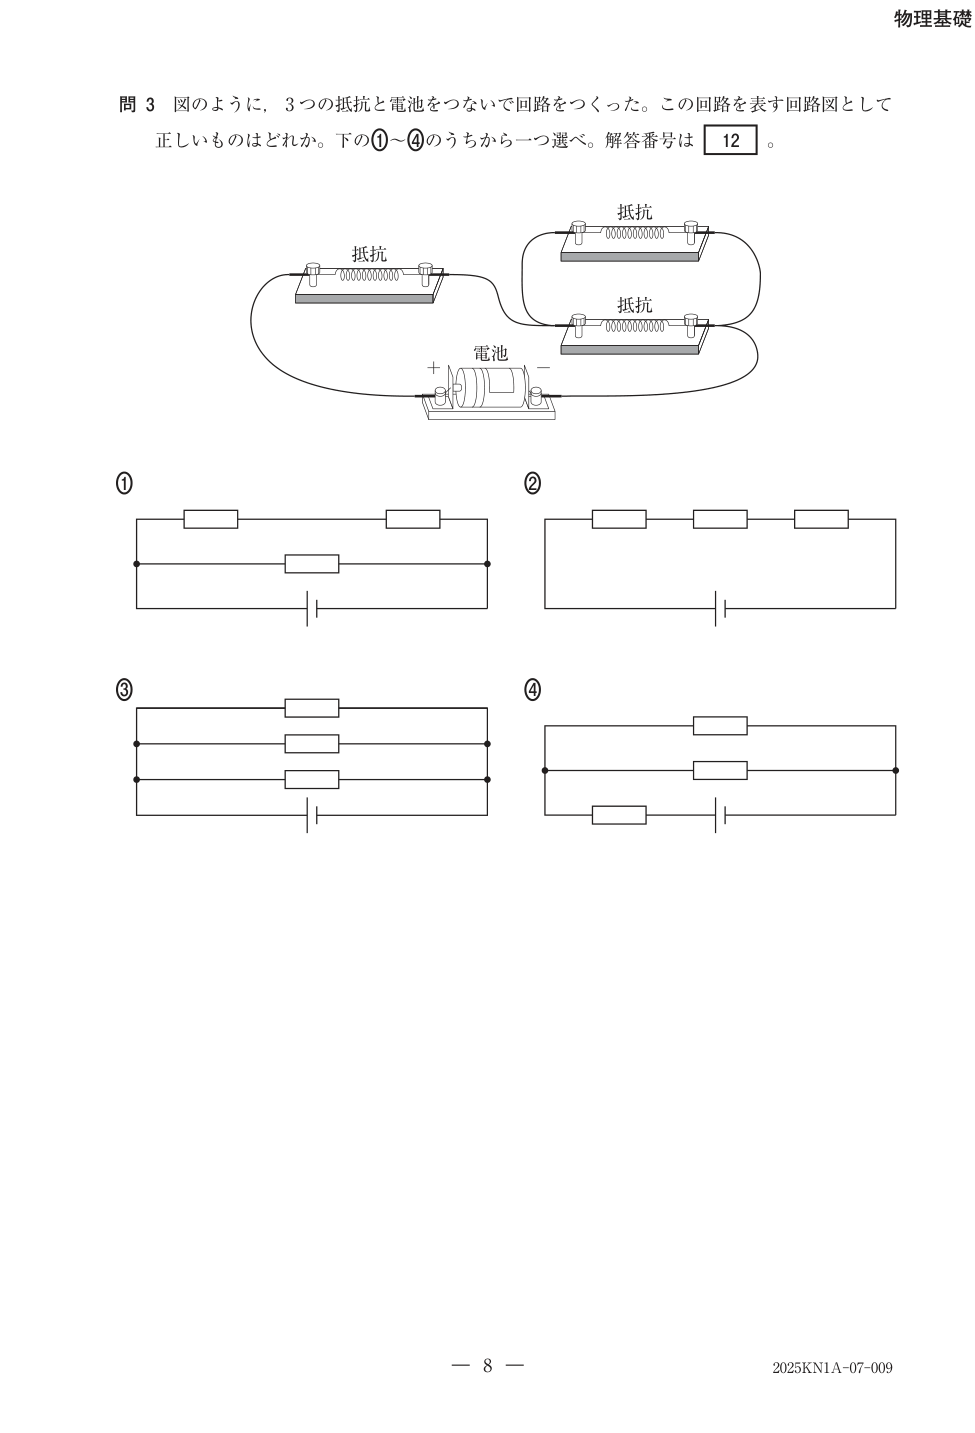 物理基礎
問 3 図のように，3つの抵抗と電池をつないで回路をつくった。この回路を表す回路図として
正しいものはどれか。下の①～④のうちから一つ選べ。解答番号は 12 。
抵抗
抵抗
抵抗
電池
＋ －
① ②
③ ④
― 8 ―
2025KN1A-07-009